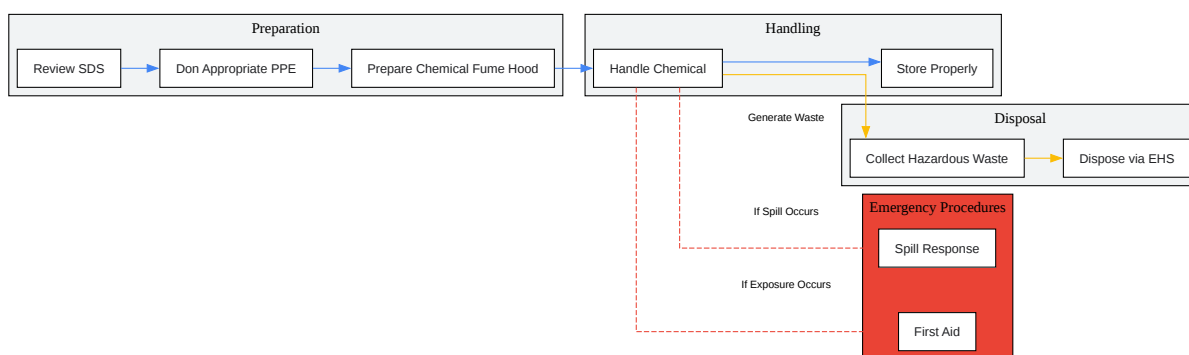 Preparation
Review SDS
Don Appropriate PPE
Prepare Chemical Fume Hood
Handling
Handle Chemical
Store Properly
Generate Waste
Disposal
Collect Hazardous Waste
Dispose via EHS
If Spill Occurs
Emergency Procedures
Spill Response
If Exposure Occurs
First Aid